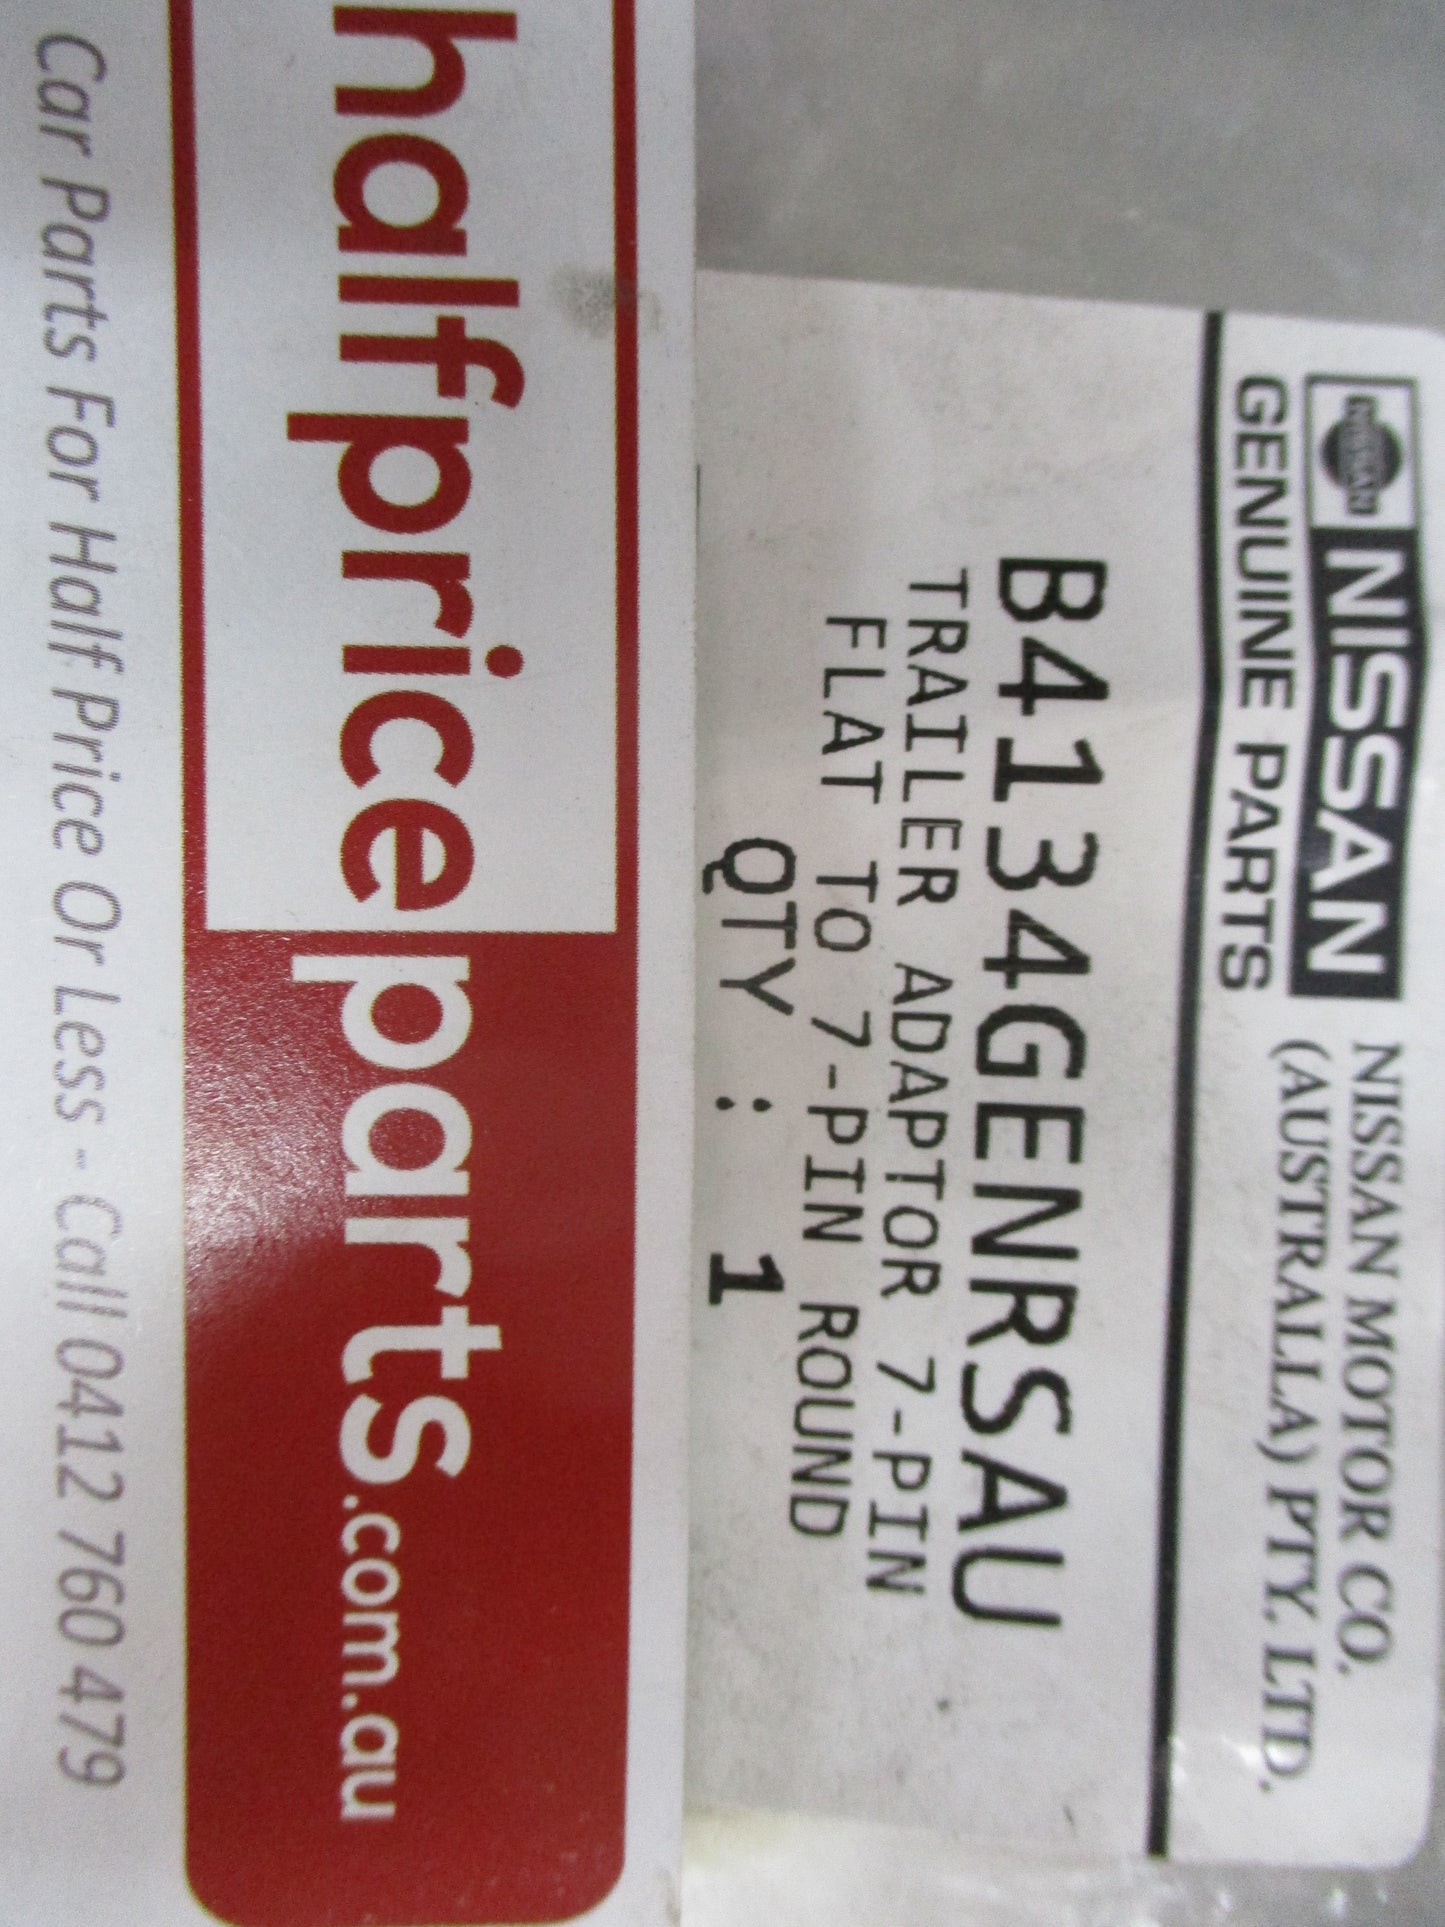 NISSAN
NISSAN
GENUINE PARTS
NISSAN MOTOR CO.
(AUSTRALIA) PTY. LTD.
B4134GENRSAU
TRAILER ADAPTOR 7-PIN
FLAT TO 7-PIN ROUND
QTY : 1
halfpriceparts.com.au
Car Parts For Half Price Or Less - Call 0412 760 479